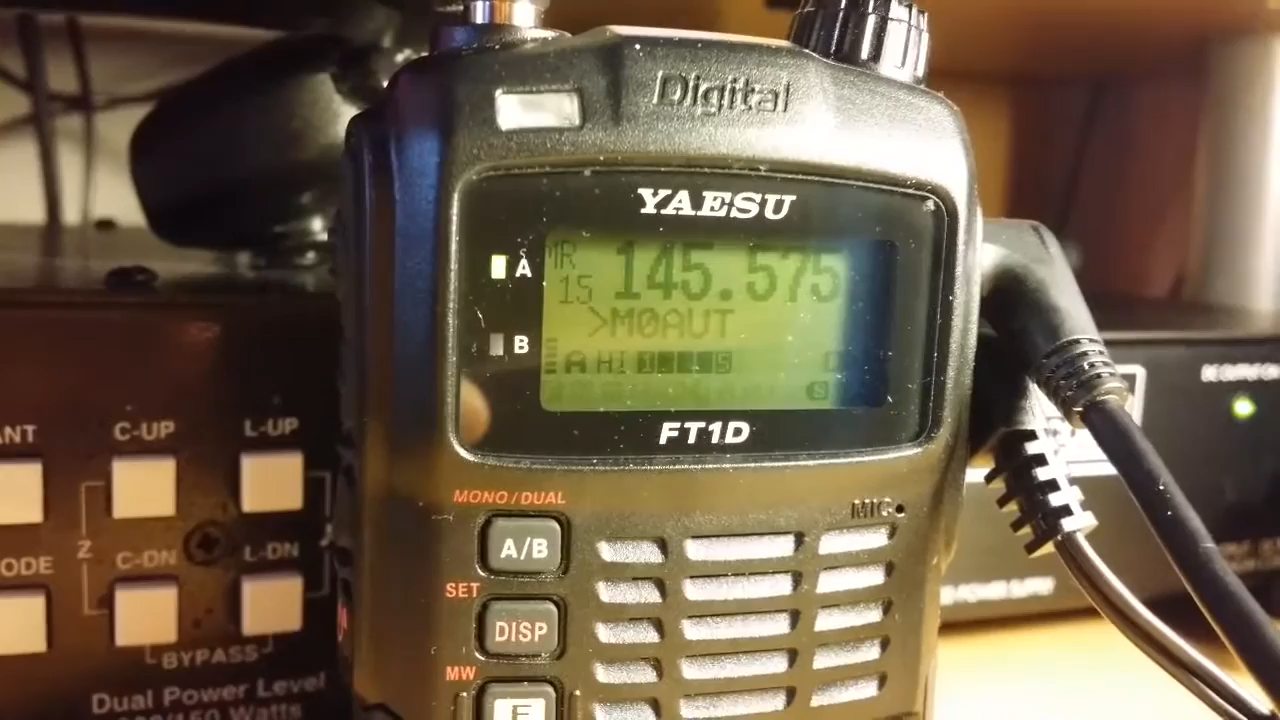 Digital
YAESU
A
MR
15 145.575
>M0AUT
B
A HI 1 5
S
FT1D
MONO/DUAL
A/B
MIC
SET
DISP
MW
F
ANT
C-UP
L-UP
Z
C-DN
L-DN
BYPASS
Dual Power Level